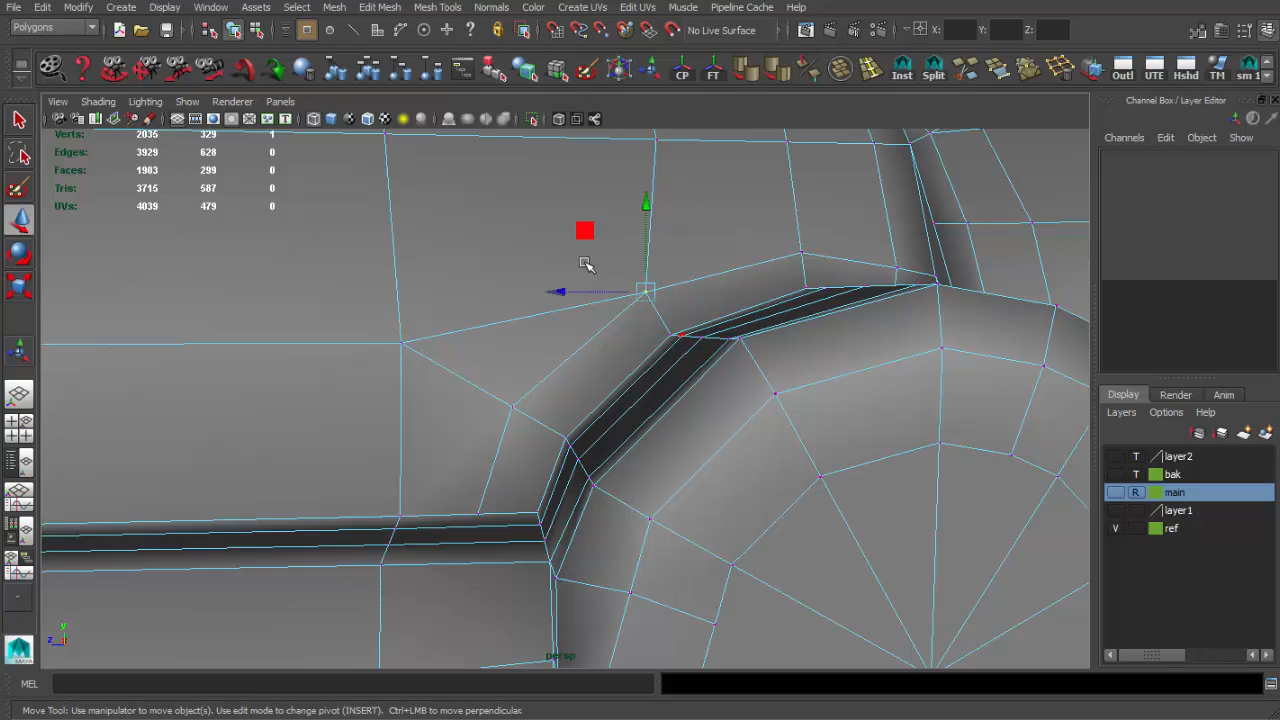 File Edit Modify Create Display Window Assets Select Mesh Edit Mesh Mesh Tools Normals Color Create UVs Edit UVs Muscle Pipeline Cache Help
Polygons No Live Surface X: Y: Z:
CP FT Inst Split Outl UTE Hshd TM sm 1
View Shading Lighting Show Renderer Panels
Channel Box / Layer Editor
Channels Edit Object Show
Verts: 2035 329 1
Edges: 3929 628 0
Faces: 1903 299 0
Tris: 3715 587 0
UVs: 4039 479 0
Display Render Anim
Layers Options Help
T layer2
T bak
R main
layer1
V ref
y
z
persp
MEL
Move Tool: Use manipulator to move object(s). Use edit mode to change pivot (INSERT). Ctrl+LMB to move perpendicular.